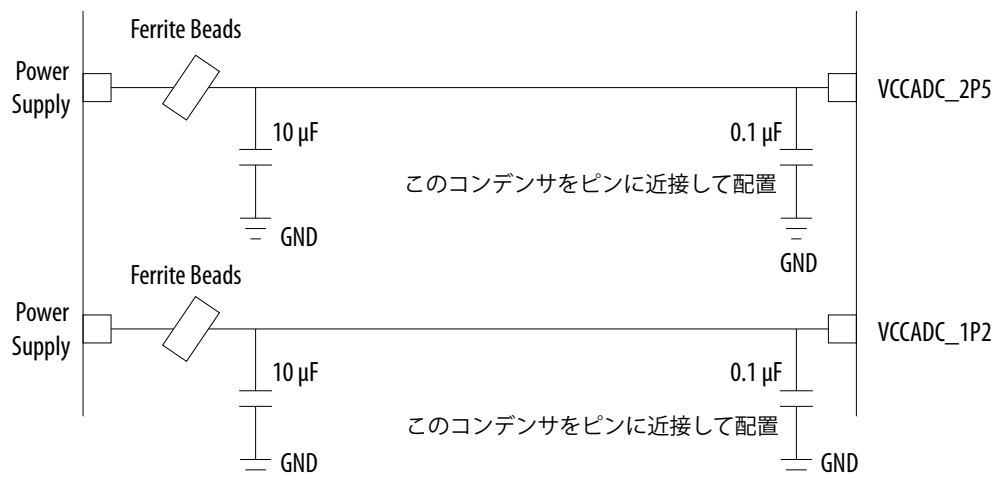 Ferrite Beads
Power
Supply
VCCADC_2P5
10 µF
0.1 µF
このコンデンサをピンに近接して配置
GND
GND
Ferrite Beads
Power
Supply
VCCADC_1P2
10 µF
0.1 µF
このコンデンサをピンに近接して配置
GND
GND